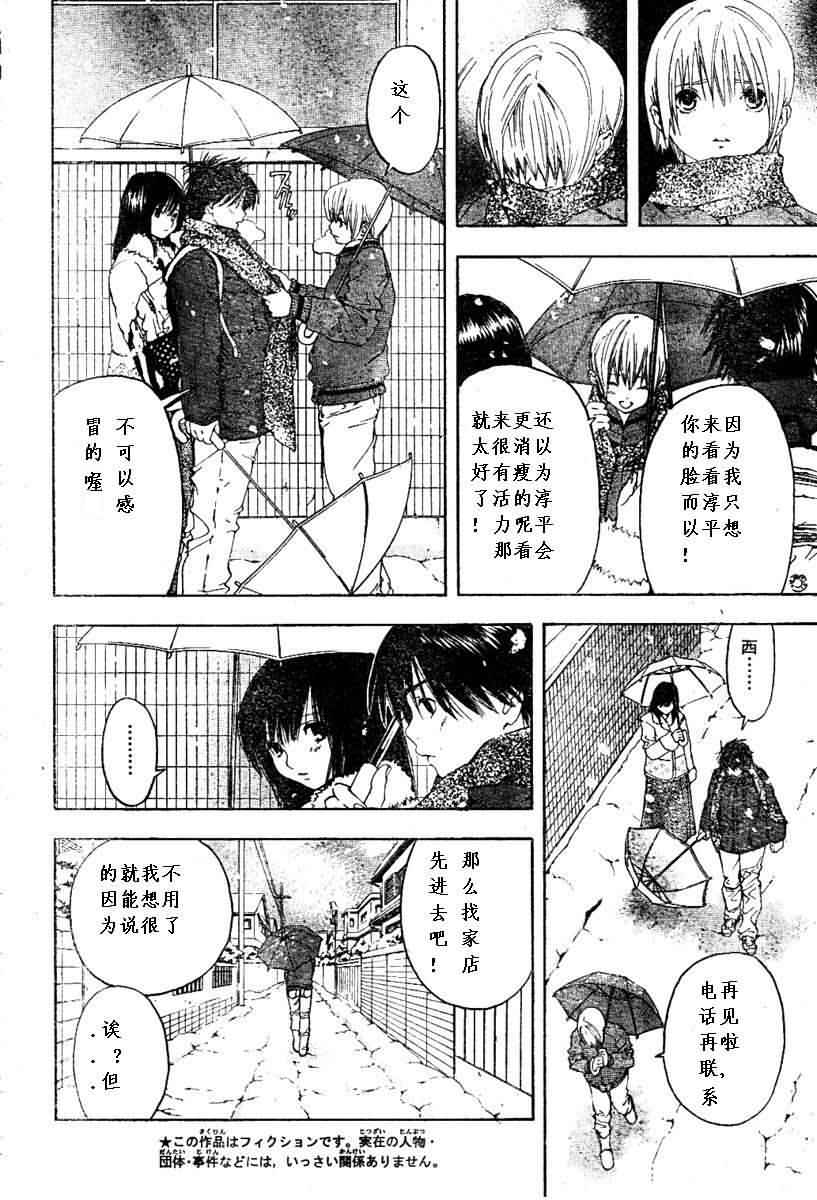 因为我只想
来看看淳平
你的脸而以！
还以为淳平会
更消瘦的呢看
来很有活力那
就太好了！
这个
不可以感
冒的喔
西……
再见啦,
电话再联系
……
那么找家店
先进去吧！
不用了
我想很
就能说
的因为
诶？但
...
★この作品はフィクションです。実在の人物・
団体・事件などには，いっさい関係ありません。